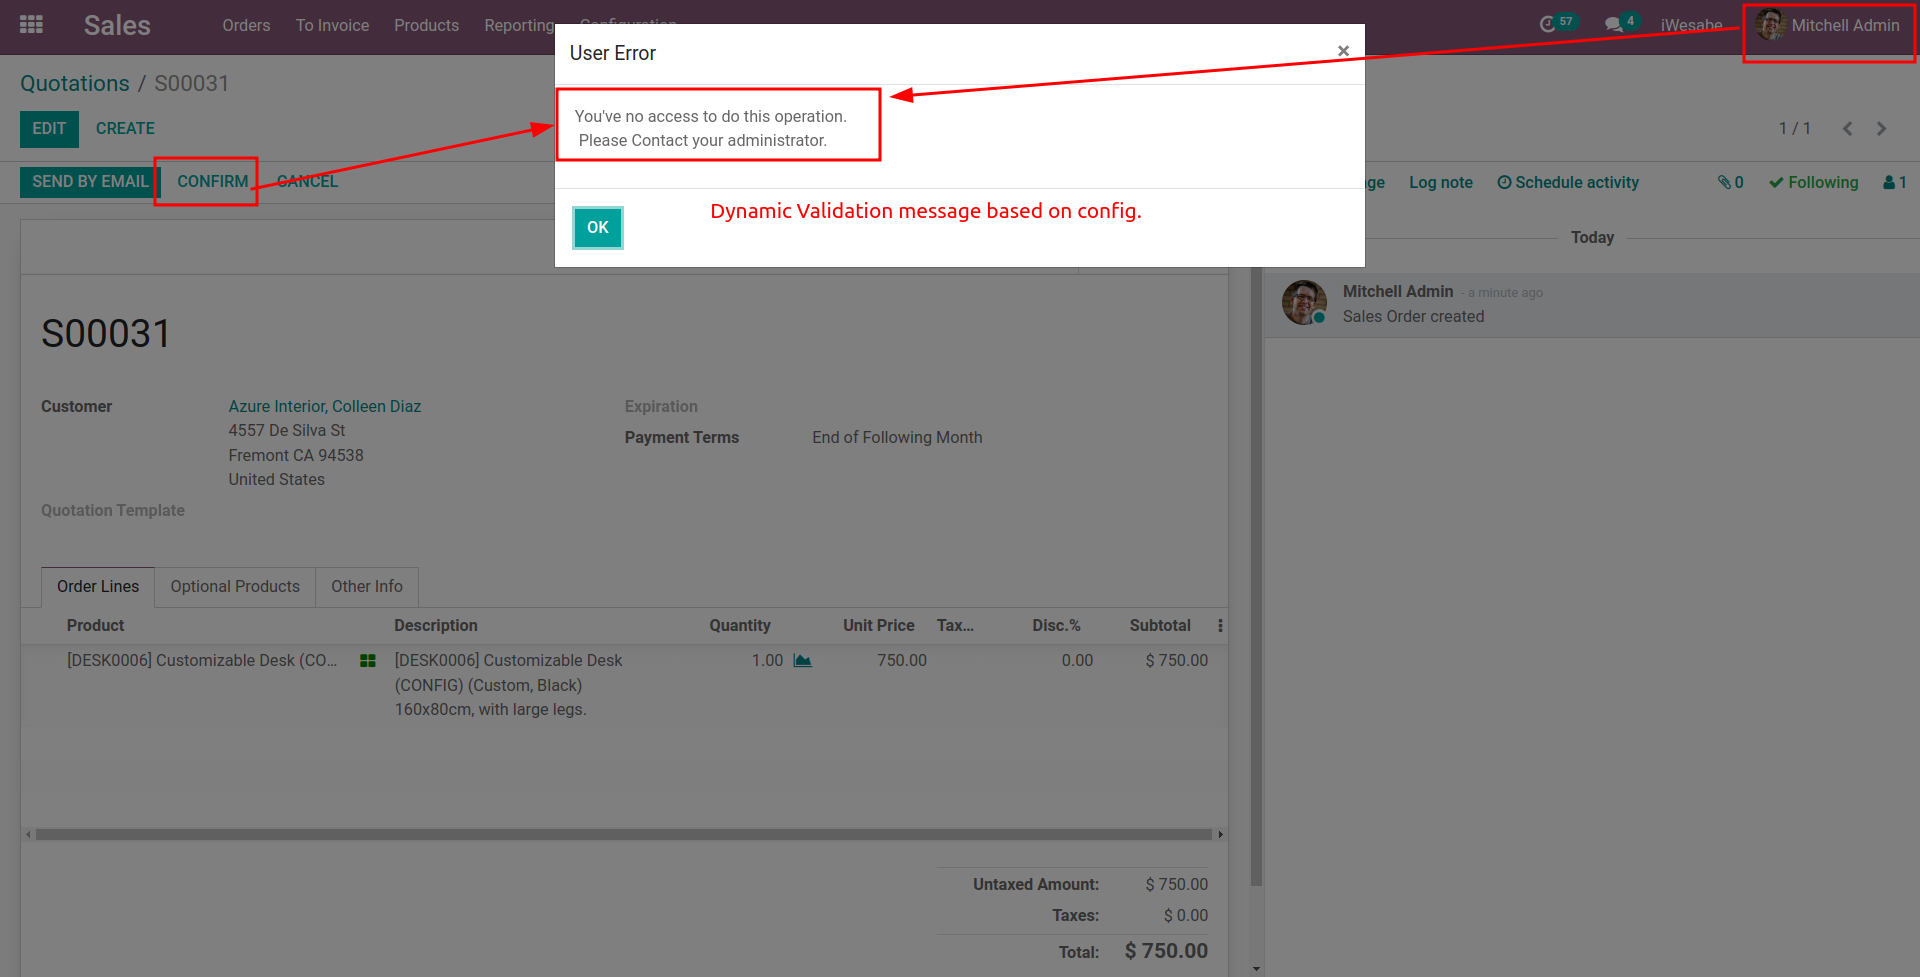 Sales
Orders
To Invoice
Products
Reporting
57
4
iWesabe
Mitchell Admin
Quotations / S00031
EDIT
CREATE
1 / 1
SEND BY EMAIL
CONFIRM
CANCEL
User Error
×
You've no access to do this operation.
Please Contact your administrator.
OK
Dynamic Validation message based on config.
Log note
Schedule activity
0
Following
1
Today
Mitchell Admin - a minute ago
Sales Order created
S00031
Customer
Azure Interior, Colleen Diaz
4557 De Silva St
Fremont CA 94538
United States
Expiration
Payment Terms
End of Following Month
Quotation Template
Order Lines
Optional Products
Other Info
Product
Description
Quantity
Unit Price
Tax...
Disc.%
Subtotal
[DESK0006] Customizable Desk (CO...
[DESK0006] Customizable Desk
(CONFIG) (Custom, Black)
160x80cm, with large legs.
1.00
750.00
0.00
$ 750.00
Untaxed Amount: $ 750.00
Taxes: $ 0.00
Total: $ 750.00